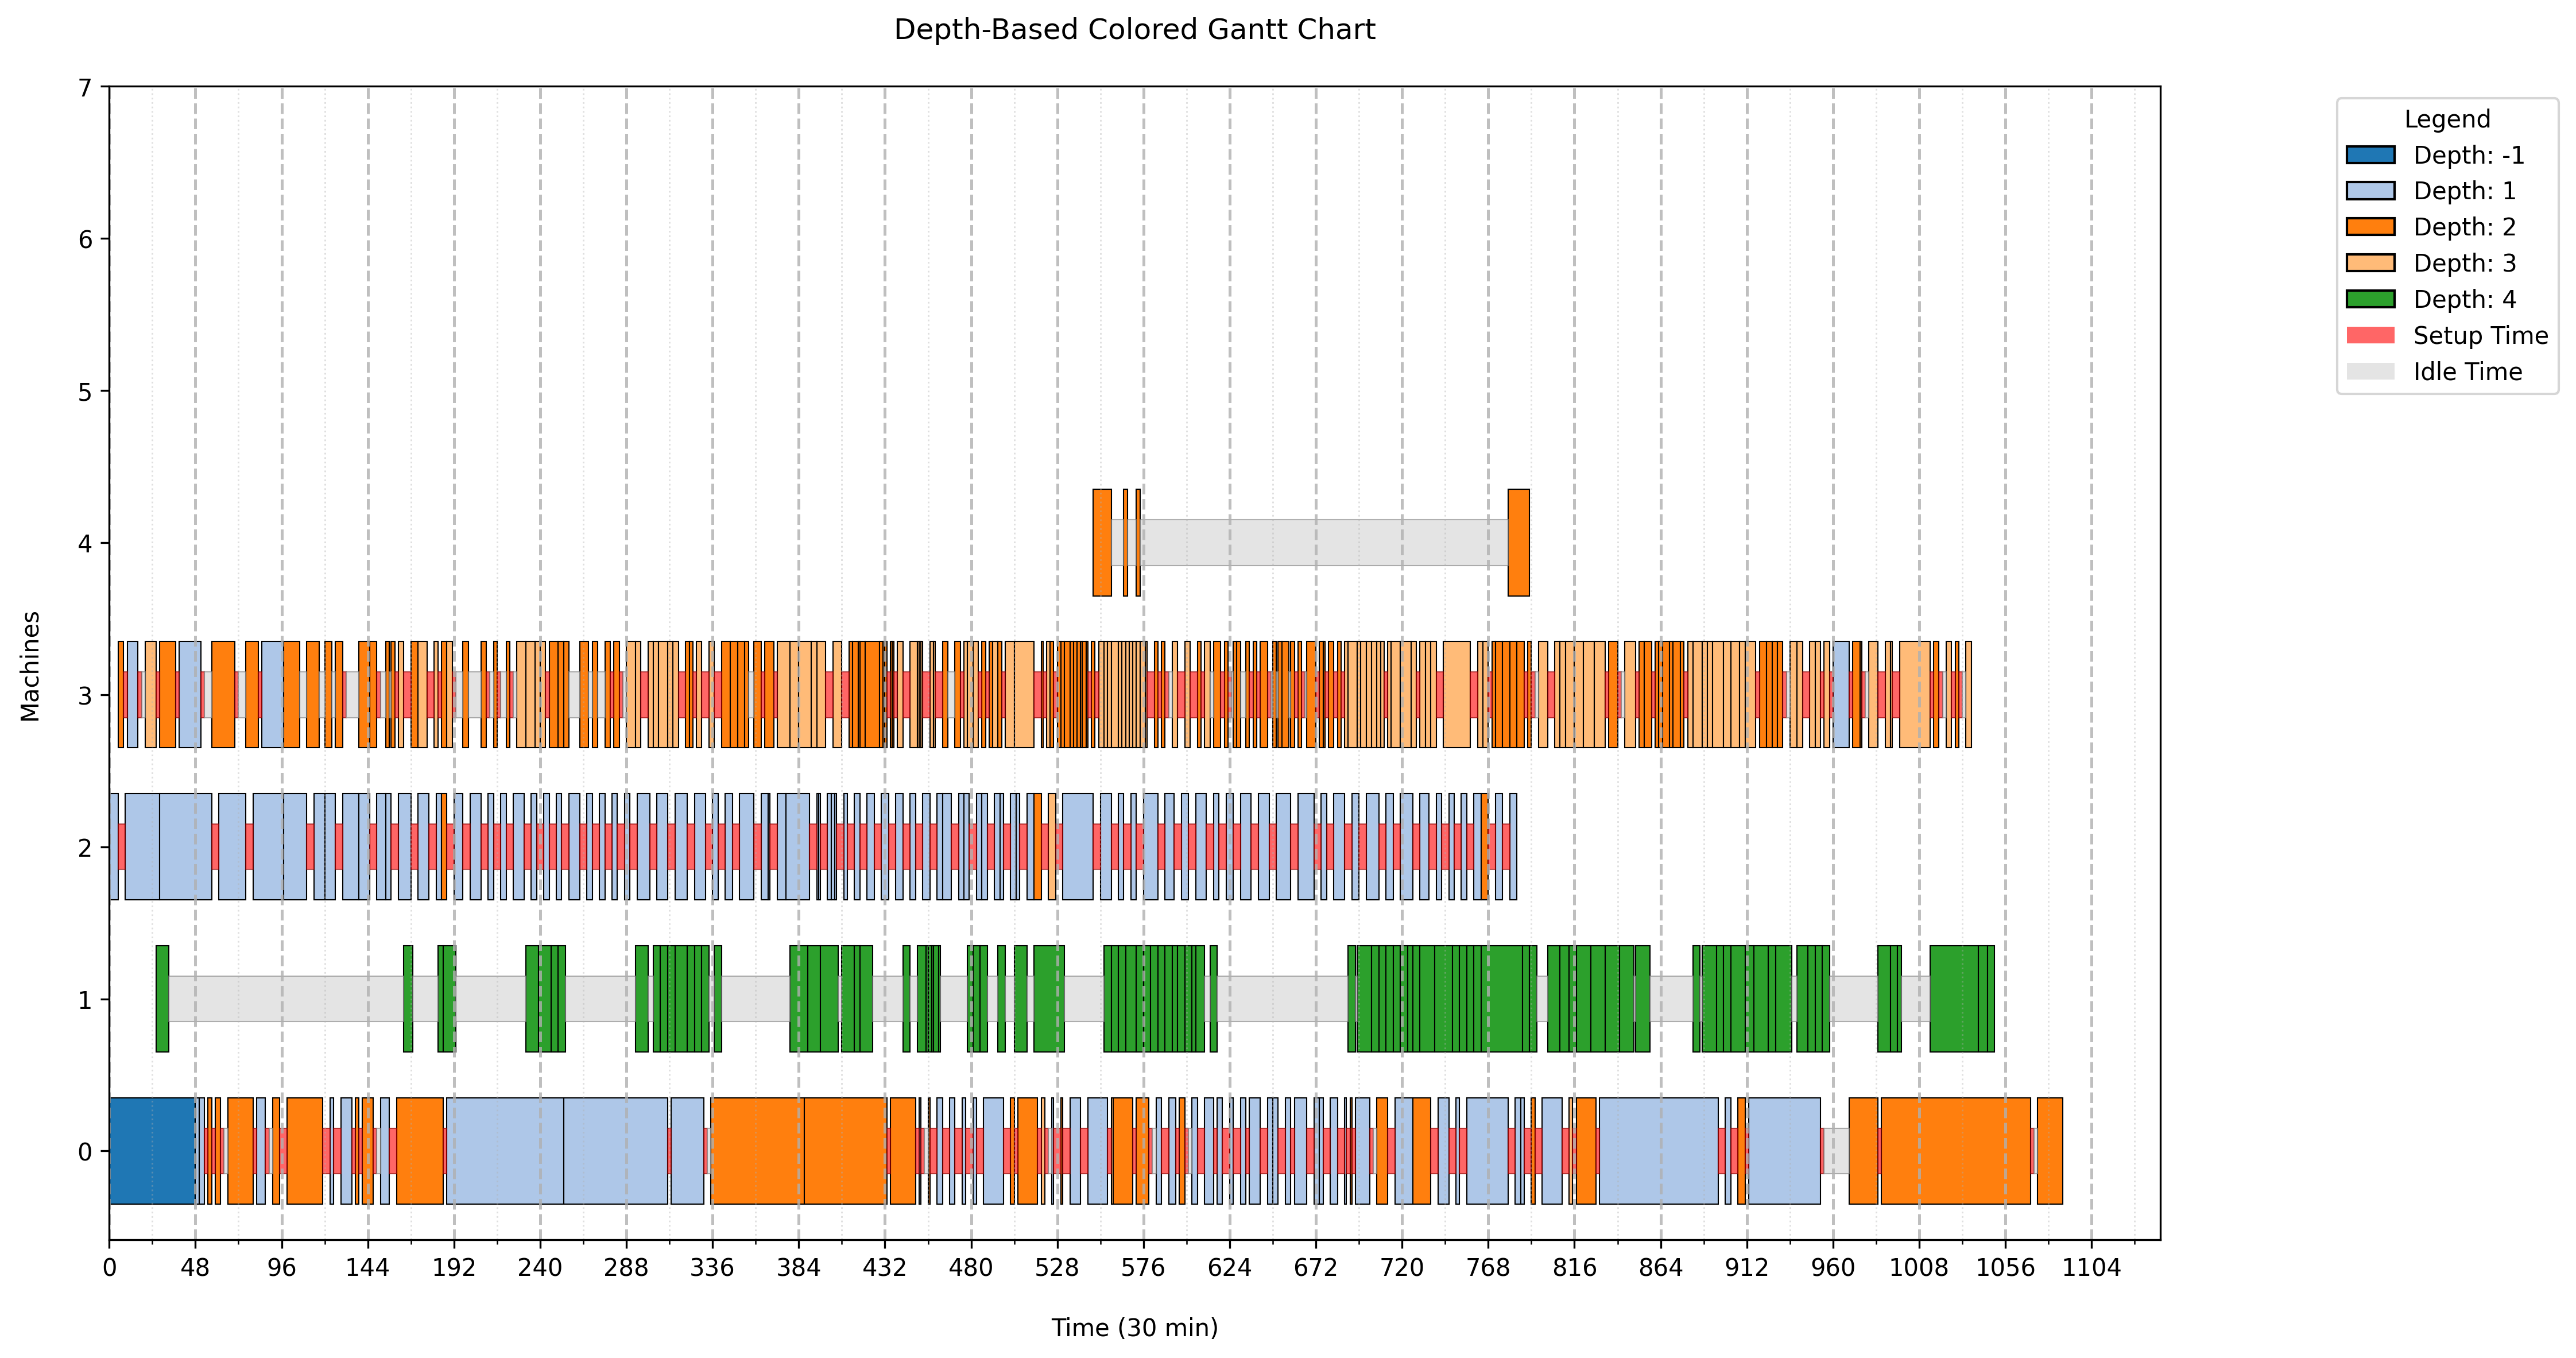 Depth-Based Colored Gantt Chart
7
6
5
4
3
2
1
0
Machines
0 48 96 144 192 240 288 336 384 432 480 528 576 624 672 720 768 816 864 912 960 1008 1056 1104
Time (30 min)
Legend
Depth: -1
Depth: 1
Depth: 2
Depth: 3
Depth: 4
Setup Time
Idle Time